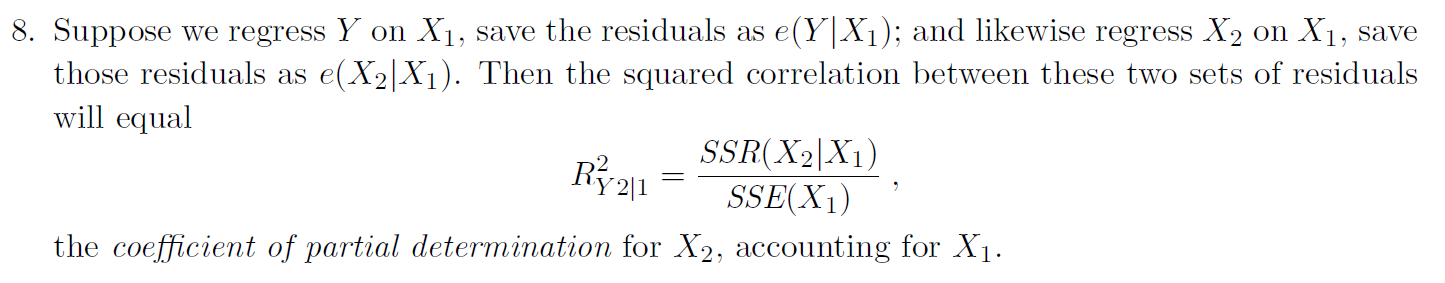 8. Suppose we regress Y on X₁, save the residuals as e(Y|X₁); and likewise regress X₂ on X₁, save
those residuals as e(X₂|X₁). Then the squared correlation between these two sets of residuals
will equal
R²_{Y2|1} = SSR(X₂|X₁) / SSE(X₁) ,
the coefficient of partial determination for X₂, accounting for X₁.